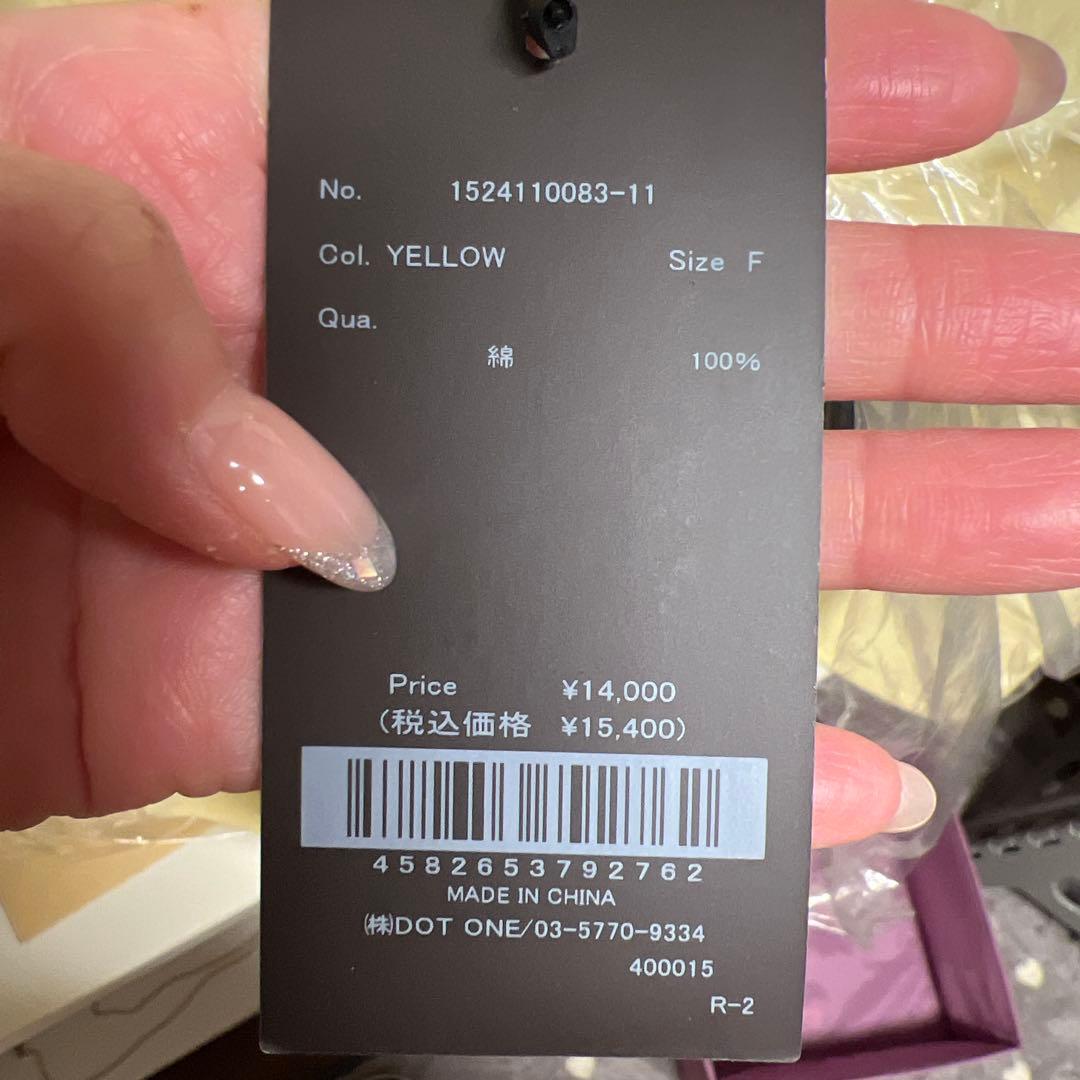 No. 1524110083-11
Col. YELLOW Size F
Qua.
綿 100%
Price ¥14,000
(税込価格 ¥15,400)
4582653792762
MADE IN CHINA
㈱DOT ONE/03-5770-9334
400015
R-2